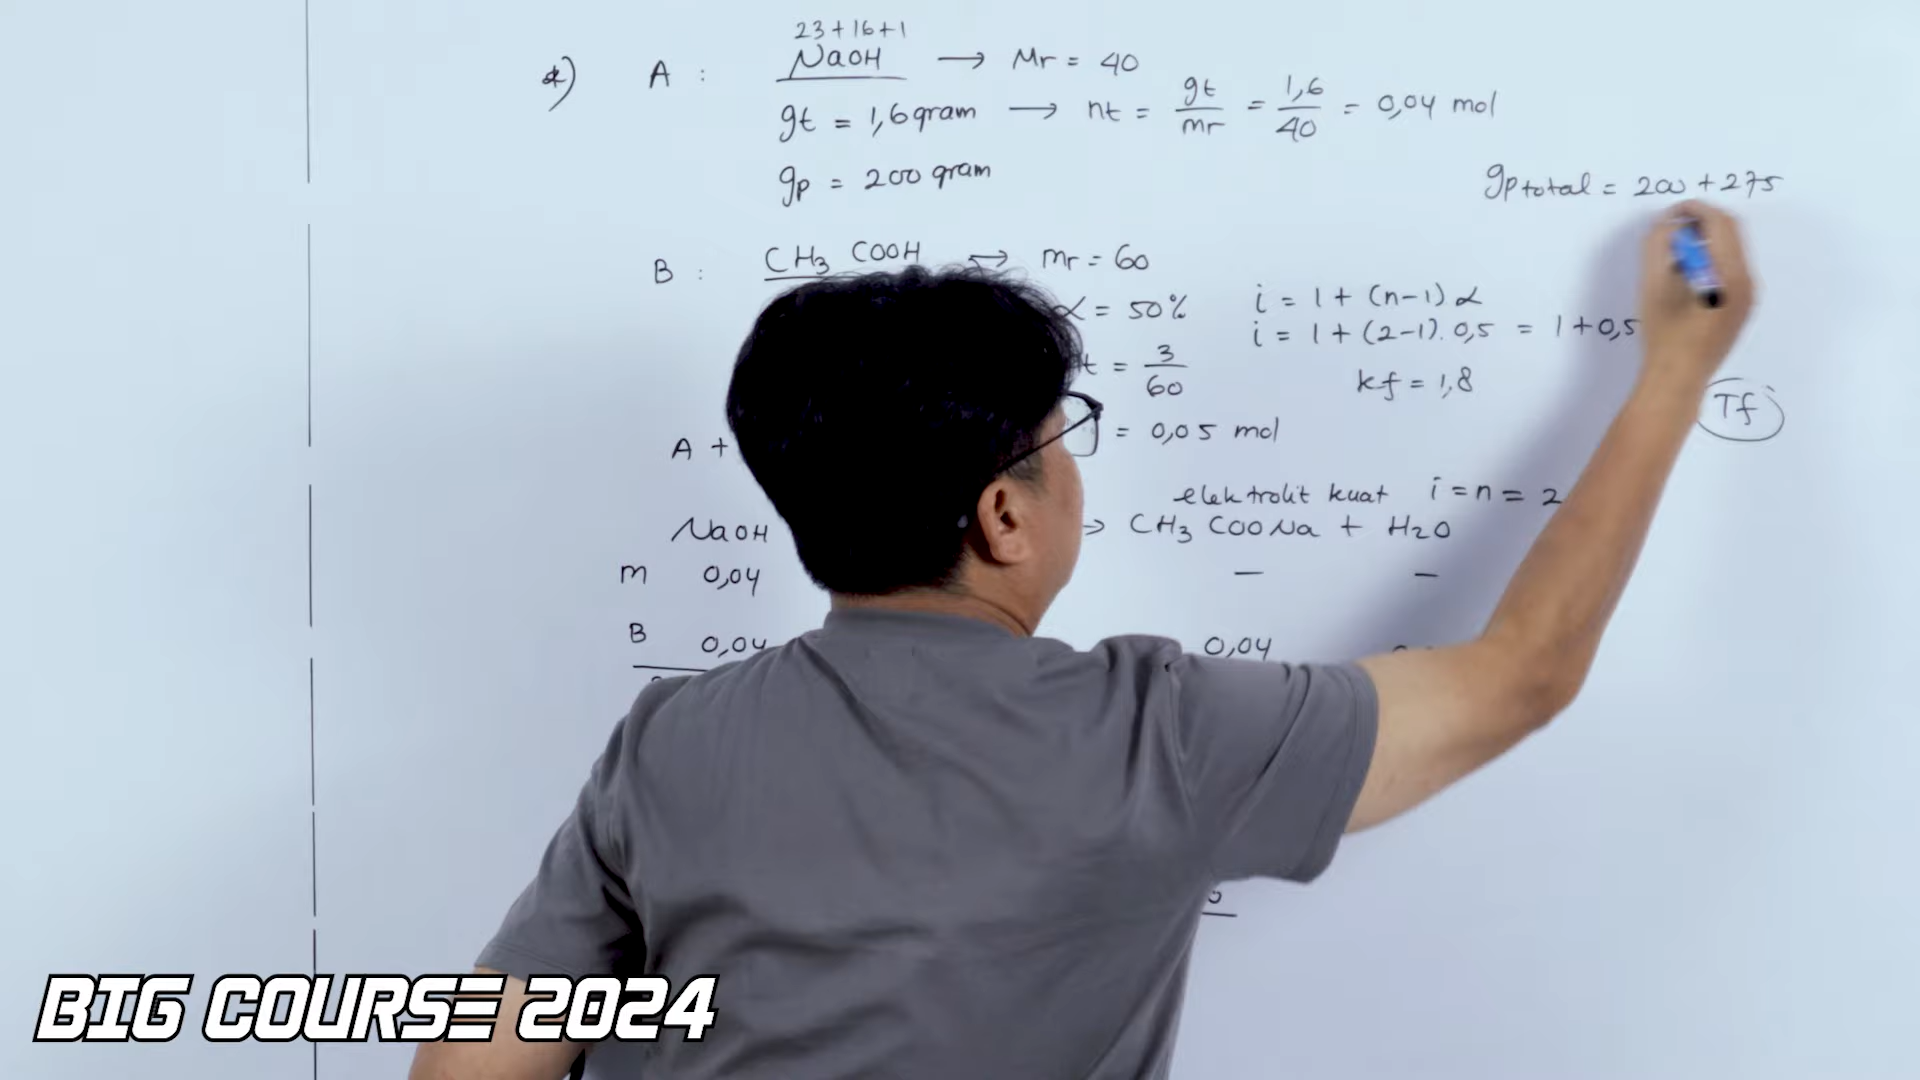 23+16+1
*) A : NaOH → Mr = 40
gt = 1,6 gram → nt = gt/mr = 1,6/40 = 0,04 mol
gp = 200 gram
gp total = 200 + 275
B : CH3 COOH ↔ mr = 60
α = 50% i = 1 + (n-1) α
i = 1 + (2-1). 0,5 = 1 + 0,5
t = 3/60 kf = 1,8
Tf
A + = 0,05 mol
elektrolit kuat i = n = 2
NaOH → CH3 COONa + H2O
m 0,04 — —
B 0,04 0,04
BIG COURSE 2024